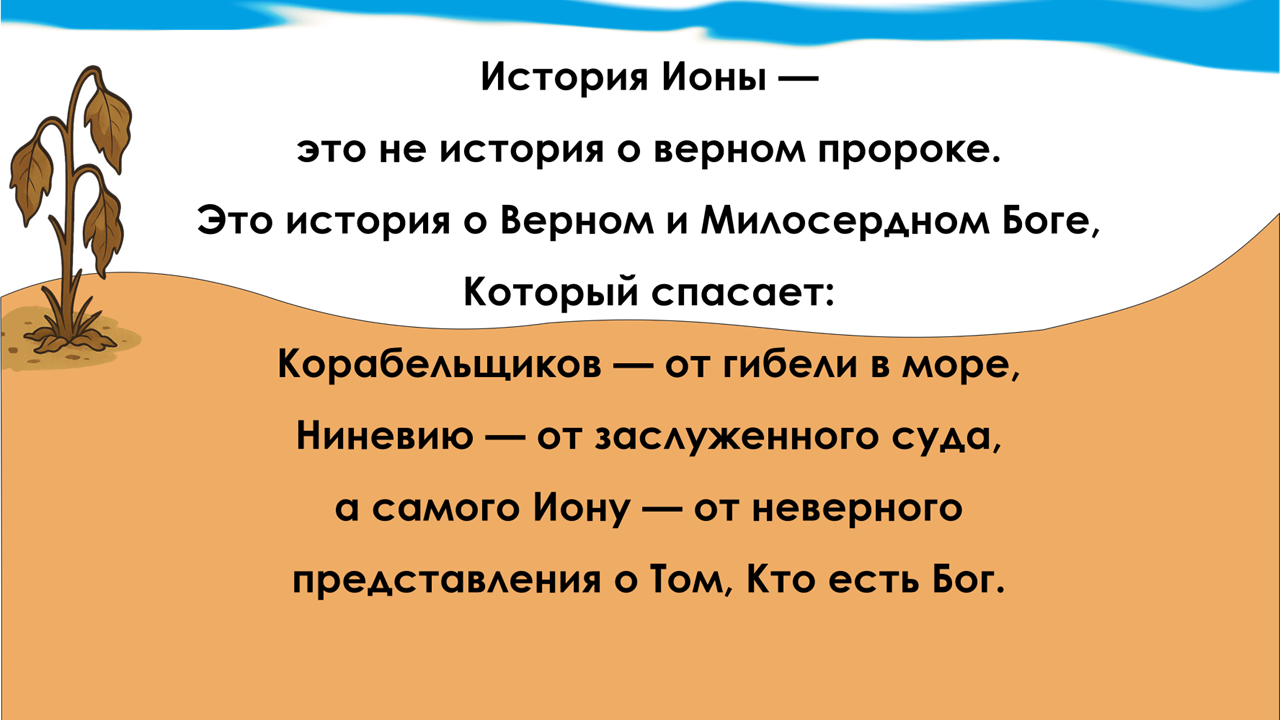 История Ионы —
это не история о верном пророке.
Это история о Верном и Милосердном Боге,
Который спасает:
Корабельщиков — от гибели в море,
Ниневию — от заслуженного суда,
а самого Иону — от неверного
представления о Том, Кто есть Бог.